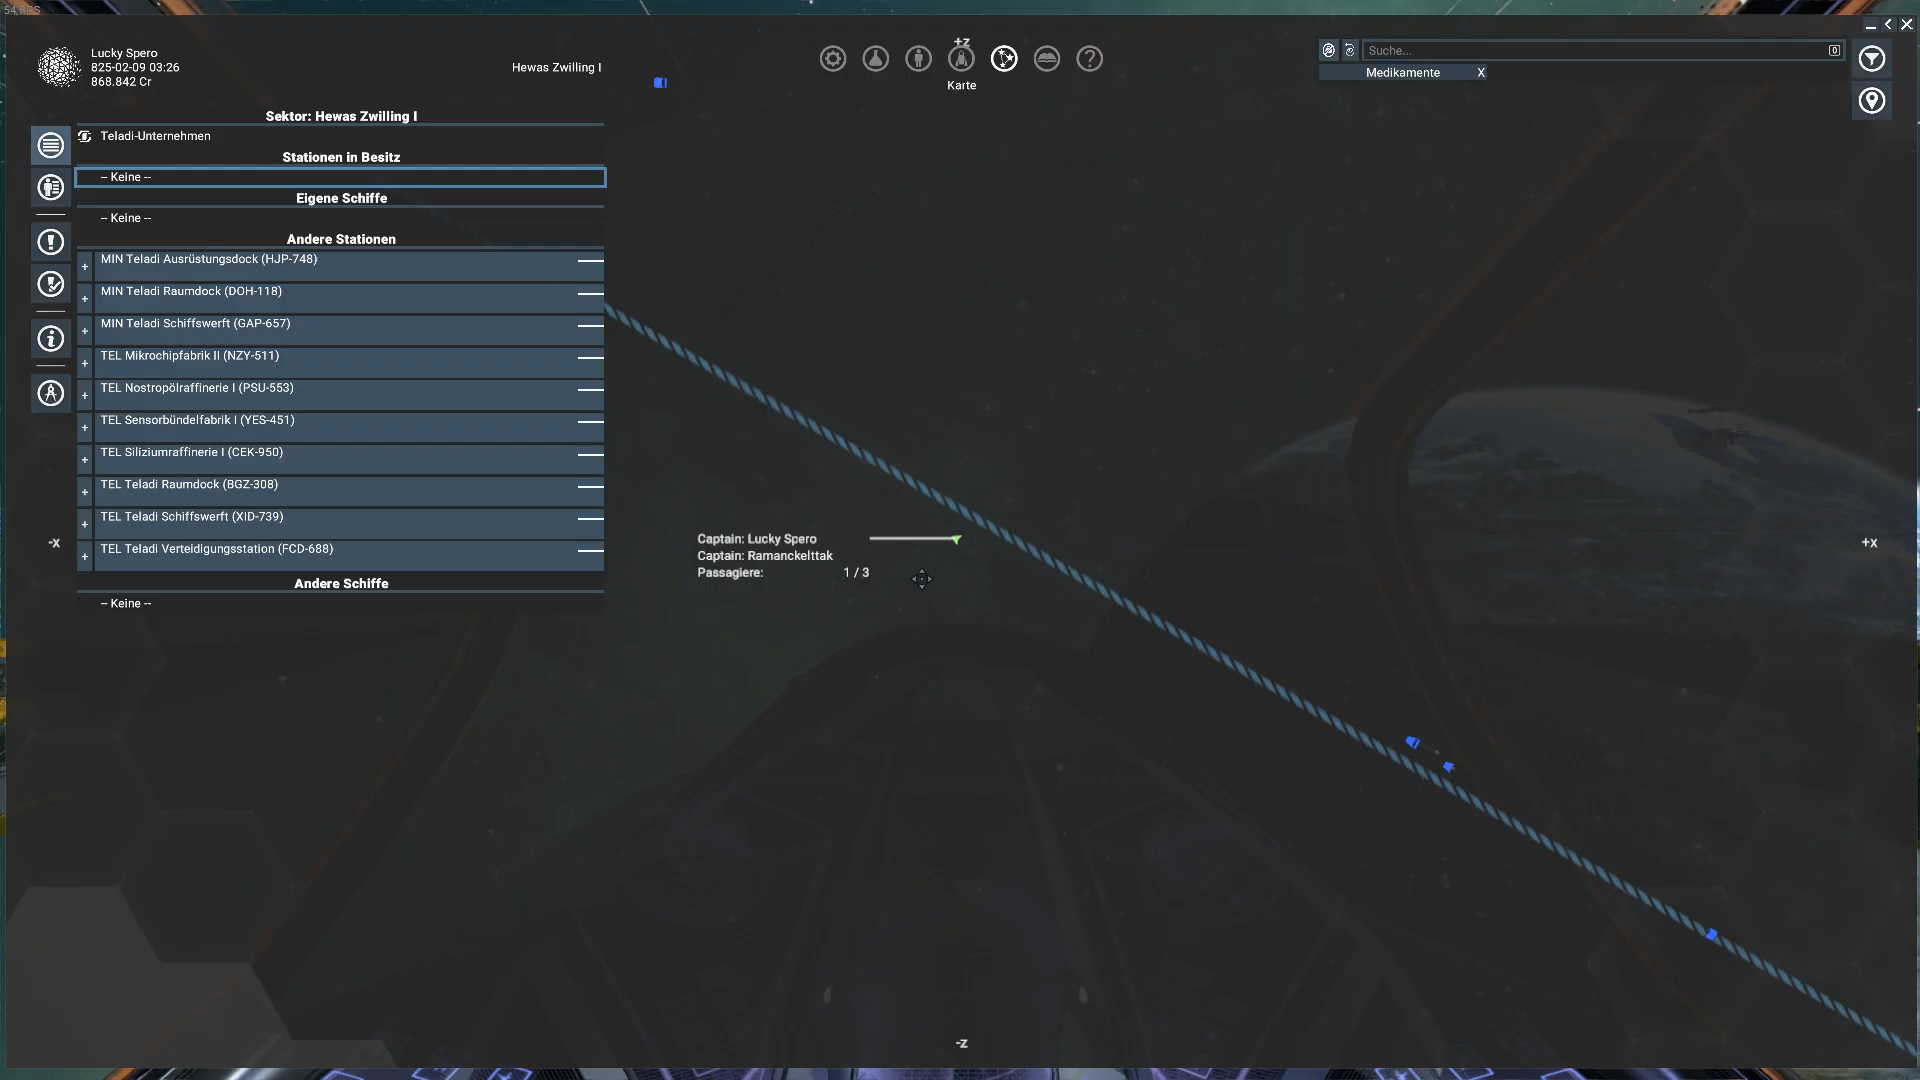 54 FPS
Lucky Spero
825-02-09 03:26
868.842 Cr
Hewas Zwilling I
+Z
Karte
Suche...
Medikamente X
Sektor: Hewas Zwilling I
Teladi-Unternehmen
Stationen in Besitz
-- Keine --
Eigene Schiffe
-- Keine --
Andere Stationen
+ MIN Teladi Ausrüstungsdock (HJP-748)
+ MIN Teladi Raumdock (DOH-118)
+ MIN Teladi Schiffswerft (GAP-657)
+ TEL Mikrochipfabrik II (NZY-511)
+ TEL Nostropölraffinerie I (PSU-553)
+ TEL Sensorbündelfabrik I (YES-451)
+ TEL Siliziumraffinerie I (CEK-950)
+ TEL Teladi Raumdock (BGZ-308)
+ TEL Teladi Schiffswerft (XID-739)
+ TEL Teladi Verteidigungsstation (FCD-688)
Andere Schiffe
-- Keine --
-X
Captain: Lucky Spero
Captain: Ramanckelttak
Passagiere: 1 / 3
+X
-Z